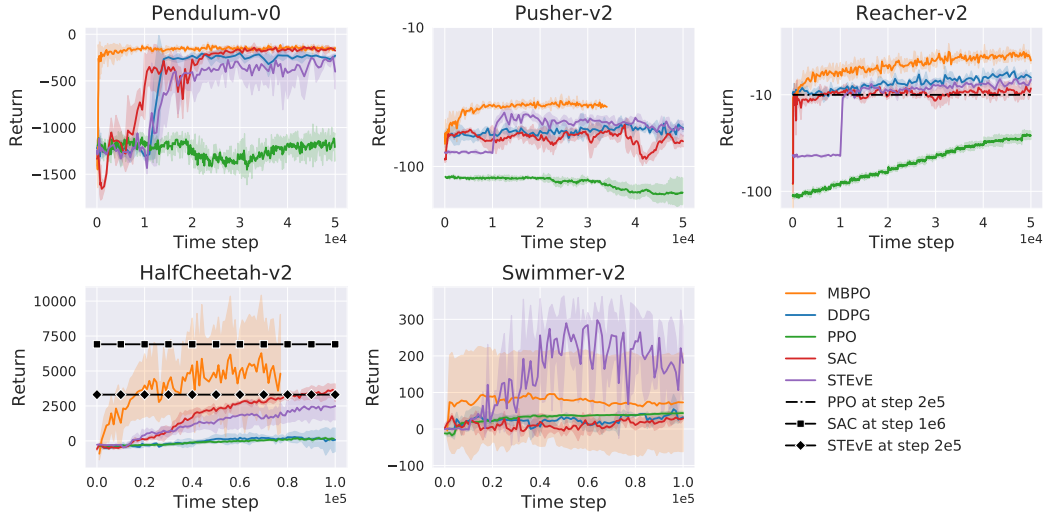 Pendulum-v0
0
−500
−1000
−1500
Return
0 1 2 3 4 5
1e4
Time step
Pusher-v2
-10
-100
Return
0 1 2 3 4 5
1e4
Time step
Reacher-v2
-10
-100
Return
0 1 2 3 4 5
1e4
Time step
HalfCheetah-v2
10000
7500
5000
2500
0
Return
0.0 0.2 0.4 0.6 0.8 1.0
1e5
Time step
Swimmer-v2
300
200
100
0
−100
Return
0.0 0.2 0.4 0.6 0.8 1.0
1e5
Time step
MBPO
DDPG
PPO
SAC
STEvE
PPO at step 2e5
SAC at step 1e6
STEvE at step 2e5